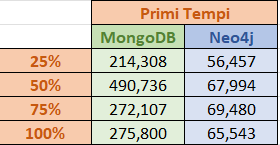 Primi Tempi
MongoDB Neo4j
25% 214,308 56,457
50% 490,736 67,994
75% 272,107 69,480
100% 275,800 65,543